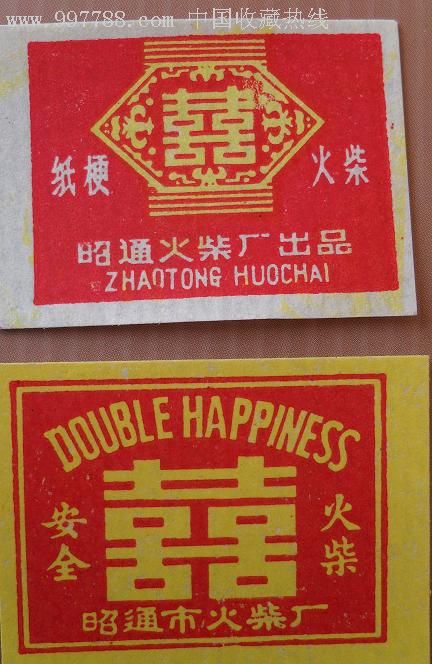 www.997788.com 中国收藏热线
囍
纸梗 火柴
昭通火柴厂出品
ZHAOTONG HUOCHAI
DOUBLE HAPPINESS
囍
安全 火柴
昭通市火柴厂